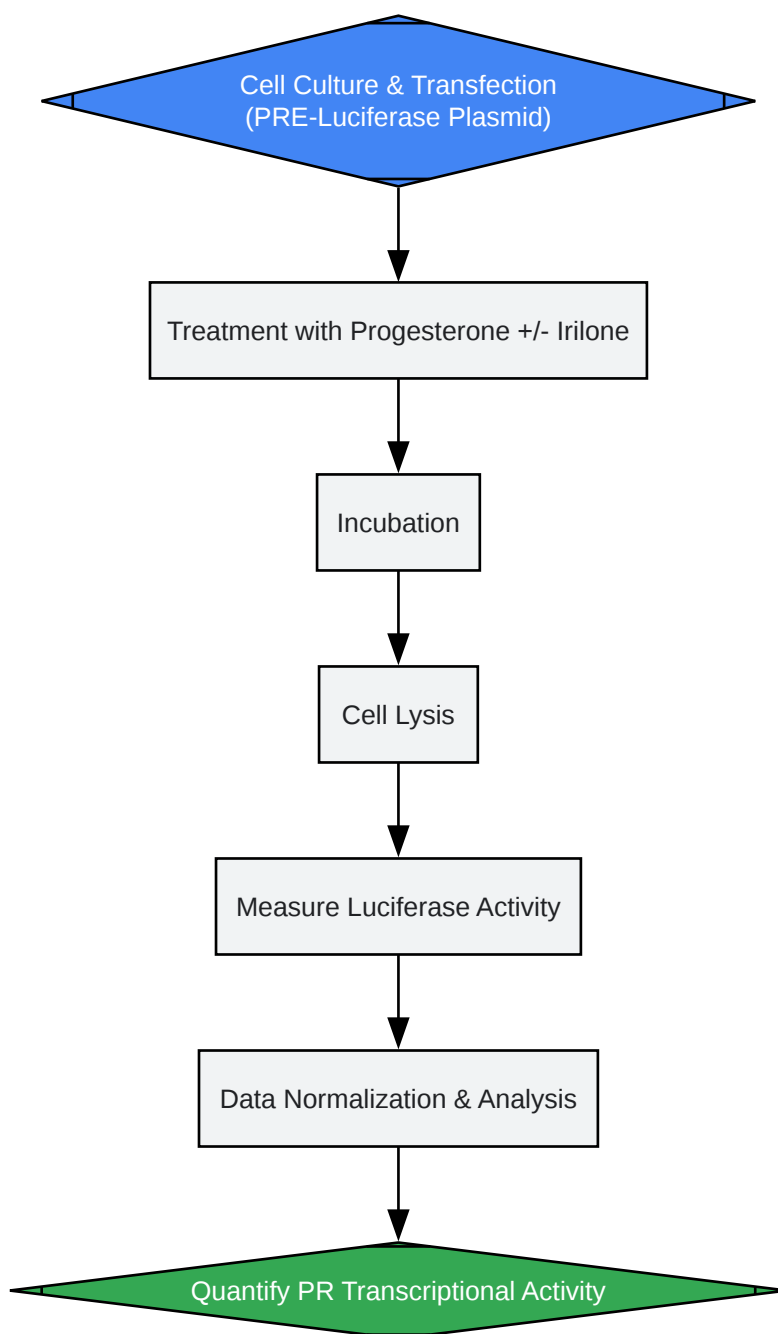 Cell Culture & Transfection
(PRE-Luciferase Plasmid)
Treatment with Progesterone +/- Irilone
Incubation
Cell Lysis
Measure Luciferase Activity
Data Normalization & Analysis
Quantify PR Transcriptional Activity